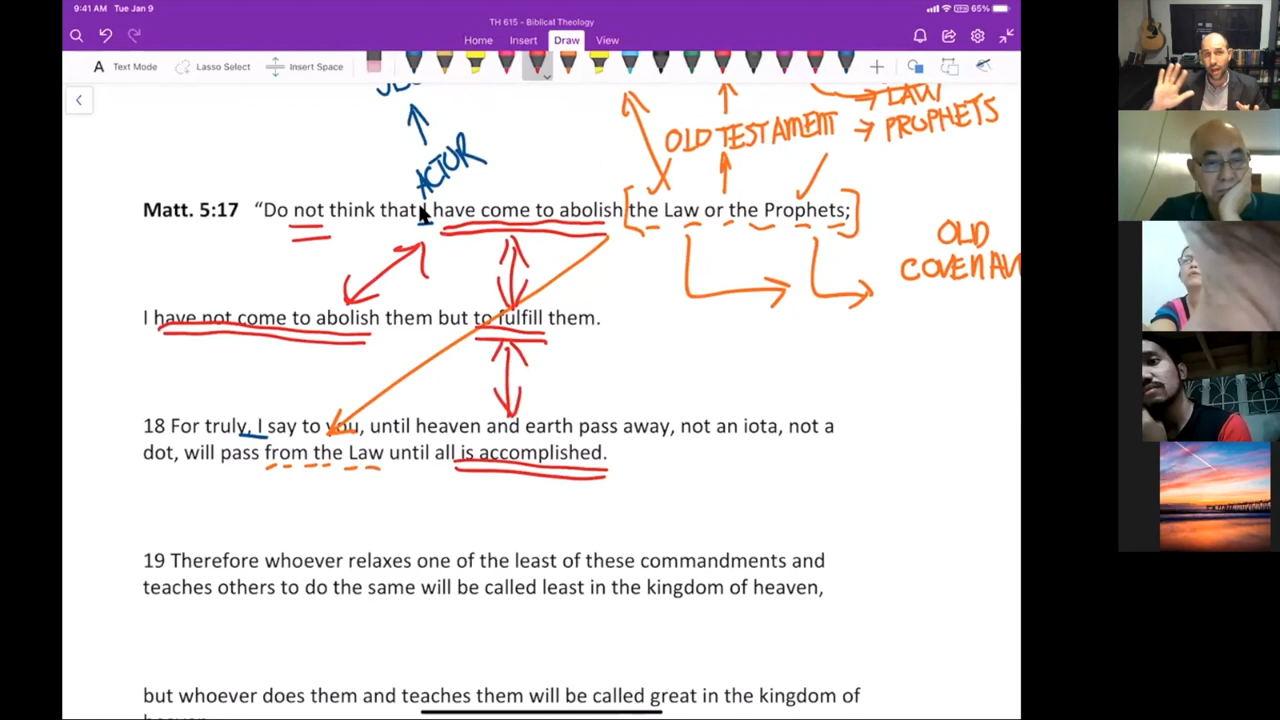 9:41 AM Tue Jan 9
65%
TH 615 - Biblical Theology
Home Insert Draw View
A Text Mode Lasso Select Insert Space
LAW
OLD TESTAMENT → PROPHETS
ACTOR
Matt. 5:17 “Do not think that I have come to abolish the Law or the Prophets;
OLD
I have not come to abolish them but to fulfill them.
18 For truly, I say to you, until heaven and earth pass away, not an iota, not a
dot, will pass from the Law until all is accomplished.
19 Therefore whoever relaxes one of the least of these commandments and
teaches others to do the same will be called least in the kingdom of heaven,
but whoever does them and teaches them will be called great in the kingdom of